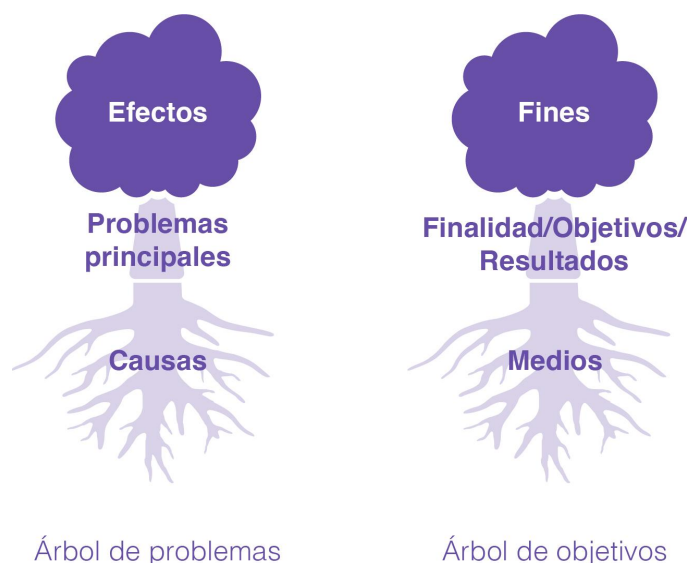 Efectos
Problemas
principales
Causas
Árbol de problemas
Fines
Finalidad/Objetivos/
Resultados
Medios
Árbol de objetivos